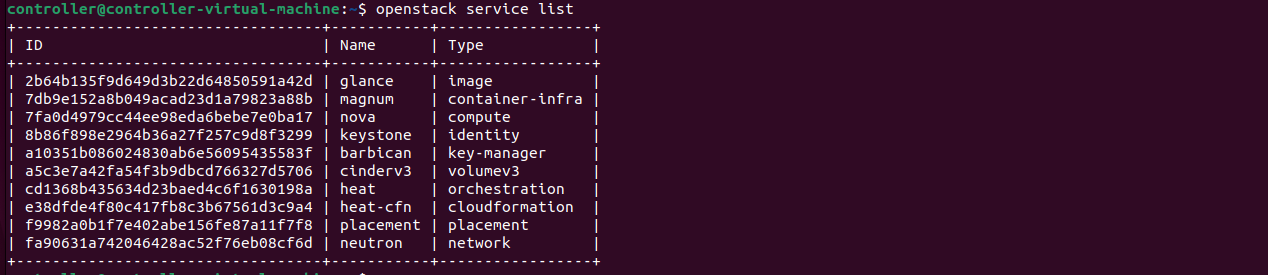 controller@controller-virtual-machine:~$ openstack service list
+----------------------------------+-----------+-----------------+
| ID                               | Name      | Type            |
+----------------------------------+-----------+-----------------+
| 2b64b135f9d649d3b22d64850591a42d | glance    | image           |
| 7db9e152a8b049acad23d1a79823a88b | magnum    | container-infra |
| 7fa0d4979cc44ee98eda6bebe7e0ba17 | nova      | compute         |
| 8b86f898e2964b36a27f257c9d8f3299 | keystone  | identity        |
| a10351b086024830ab6e56095435583f | barbican  | key-manager     |
| a5c3e7a42fa54f3b9dbcd766327d5706 | cinderv3  | volumev3        |
| cd1368b435634d23baed4c6f1630198a | heat      | orchestration   |
| e38dfde4f80c417fb8c3b67561d3c9a4 | heat-cfn  | cloudformation  |
| f9982a0b1f7e402abe156fe87a11f7f8 | placement | placement       |
| fa90631a742046428ac52f76eb08cf6d | neutron   | network         |
+----------------------------------+-----------+-----------------+